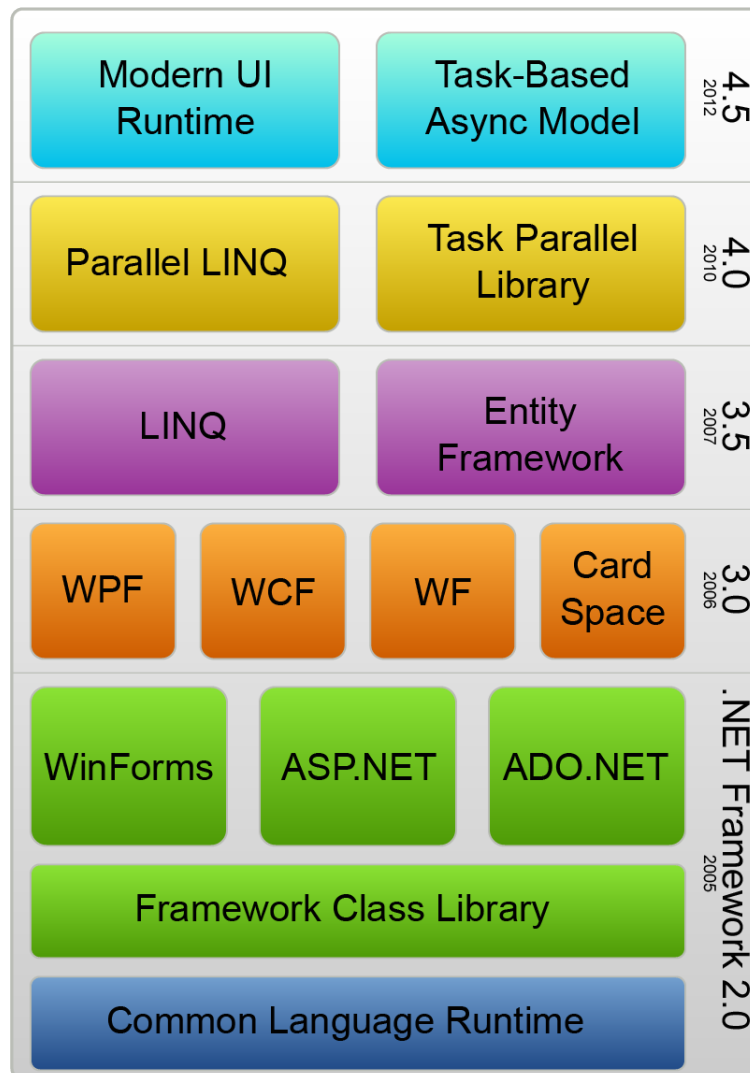 Modern UI
Runtime
Task-Based
Async Model
4.5
2012
Parallel LINQ
Task Parallel
Library
4.0
2010
LINQ
Entity
Framework
3.5
2007
WPF
WCF
WF
Card
Space
3.0
2006
WinForms
ASP.NET
ADO.NET
Framework Class Library
Common Language Runtime
.NET Framework 2.0
2005